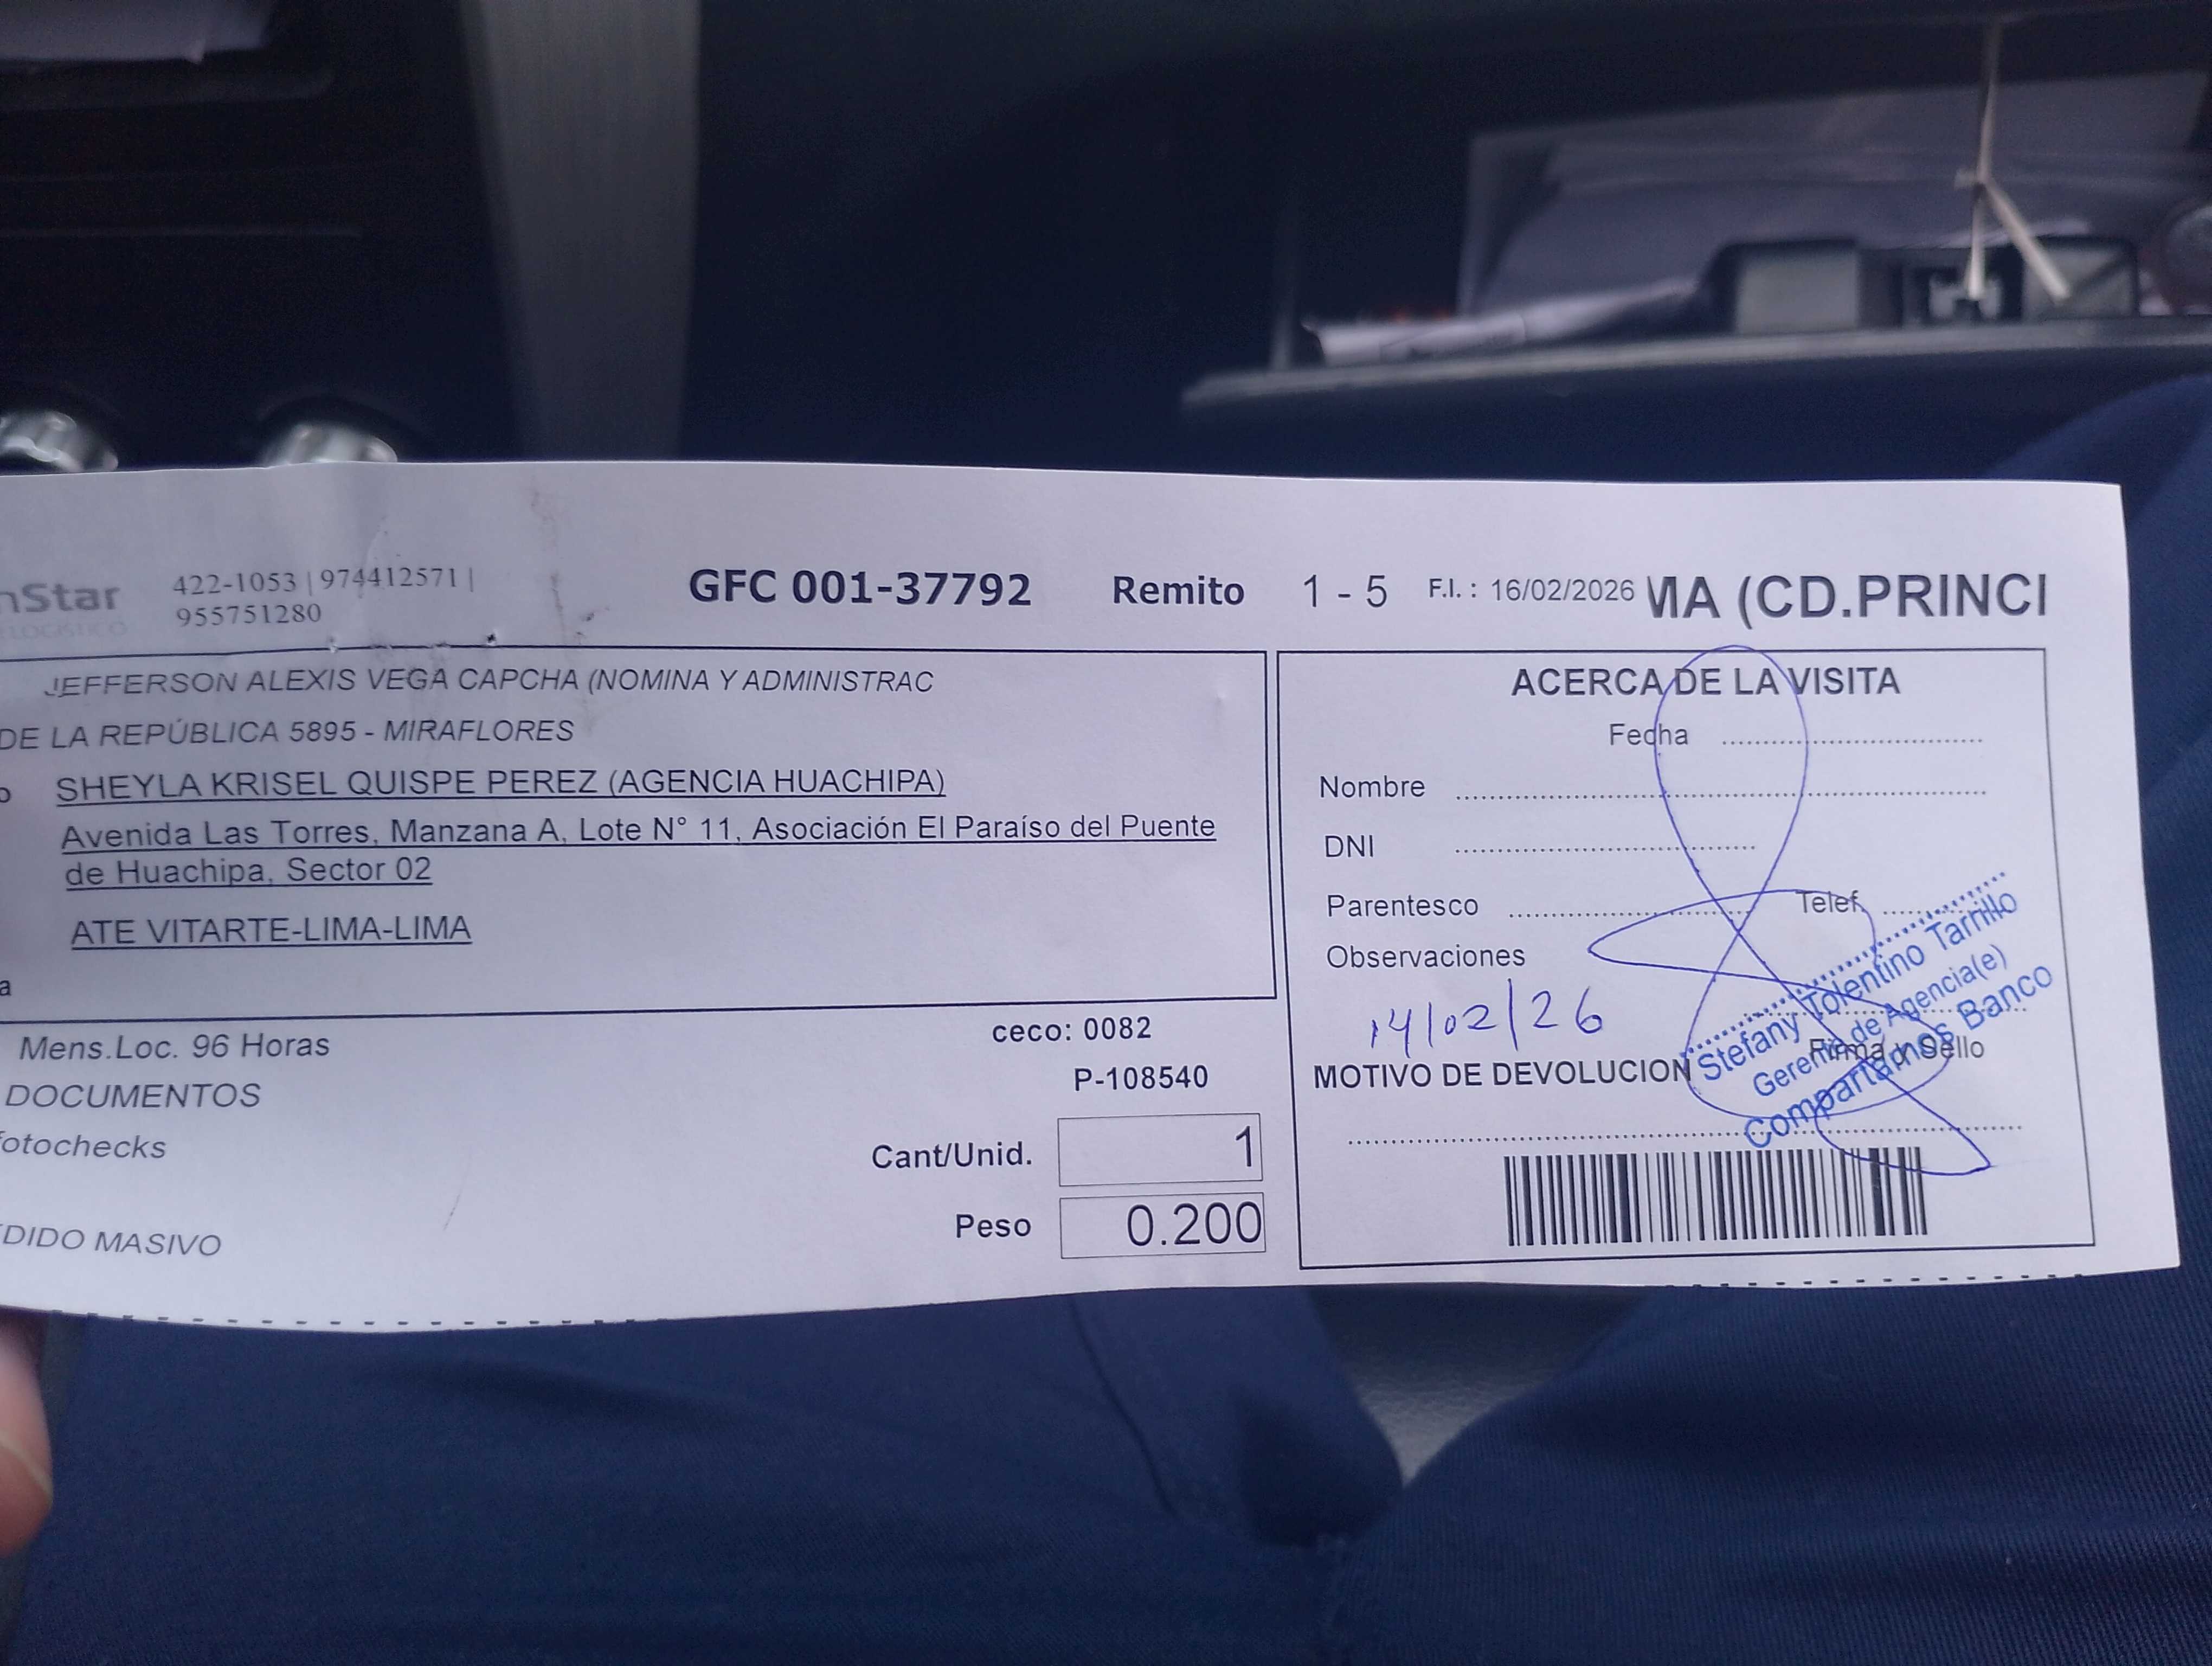 nStar
LOGISTICO
422-1053 | 974412571 |
955751280
GFC 001-37792 Remito 1 - 5 F.I. : 16/02/2026 MA (CD.PRINCI
JEFFERSON ALEXIS VEGA CAPCHA (NOMINA Y ADMINISTRAC
DE LA REPÚBLICA 5895 - MIRAFLORES
o SHEYLA KRISEL QUISPE PEREZ (AGENCIA HUACHIPA)
Avenida Las Torres, Manzana A, Lote N° 11, Asociación El Paraíso del Puente
de Huachipa, Sector 02
ATE VITARTE-LIMA-LIMA
a
Mens.Loc. 96 Horas
DOCUMENTOS
fotochecks
DIDO MASIVO
ceco: 0082
P-108540
Cant/Unid. 1
Peso 0.200
ACERCA DE LA VISITA
Fecha
Nombre
DNI
Parentesco Telef.
Observaciones
14/02/26
Firma y Sello
Stefany Tolentino Tarrillo
Gerente de Agencia(e)
Compartamos Banco
MOTIVO DE DEVOLUCION